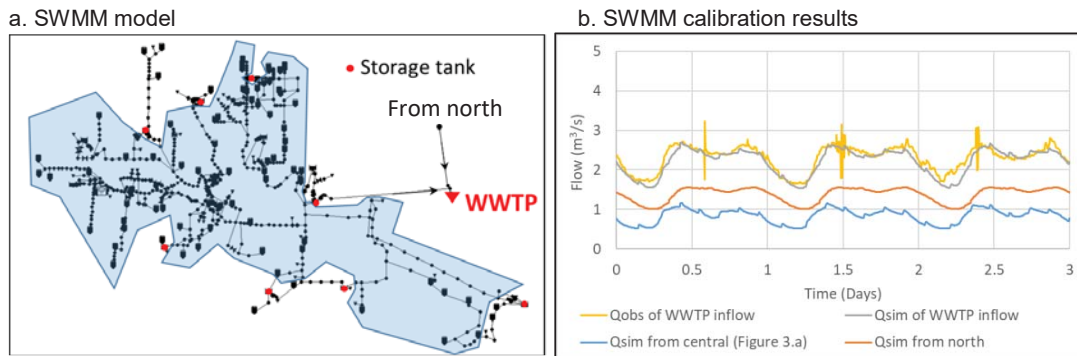 a. SWMM model
Storage tank
From north
WWTP
b. SWMM calibration results
5
4
3
2
1
0
Flow (m³/s)
0 0.5 1 1.5 2 2.5 3
Time (Days)
Qobs of WWTP inflow Qsim of WWTP inflow
Qsim from central (Figure 3.a) Qsim from north